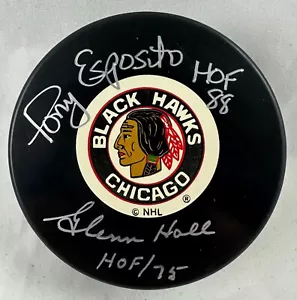 Tony Esposito HOF
88
BLACK HAWKS
CHICAGO
© NHL
Glenn Hall
HOF/75